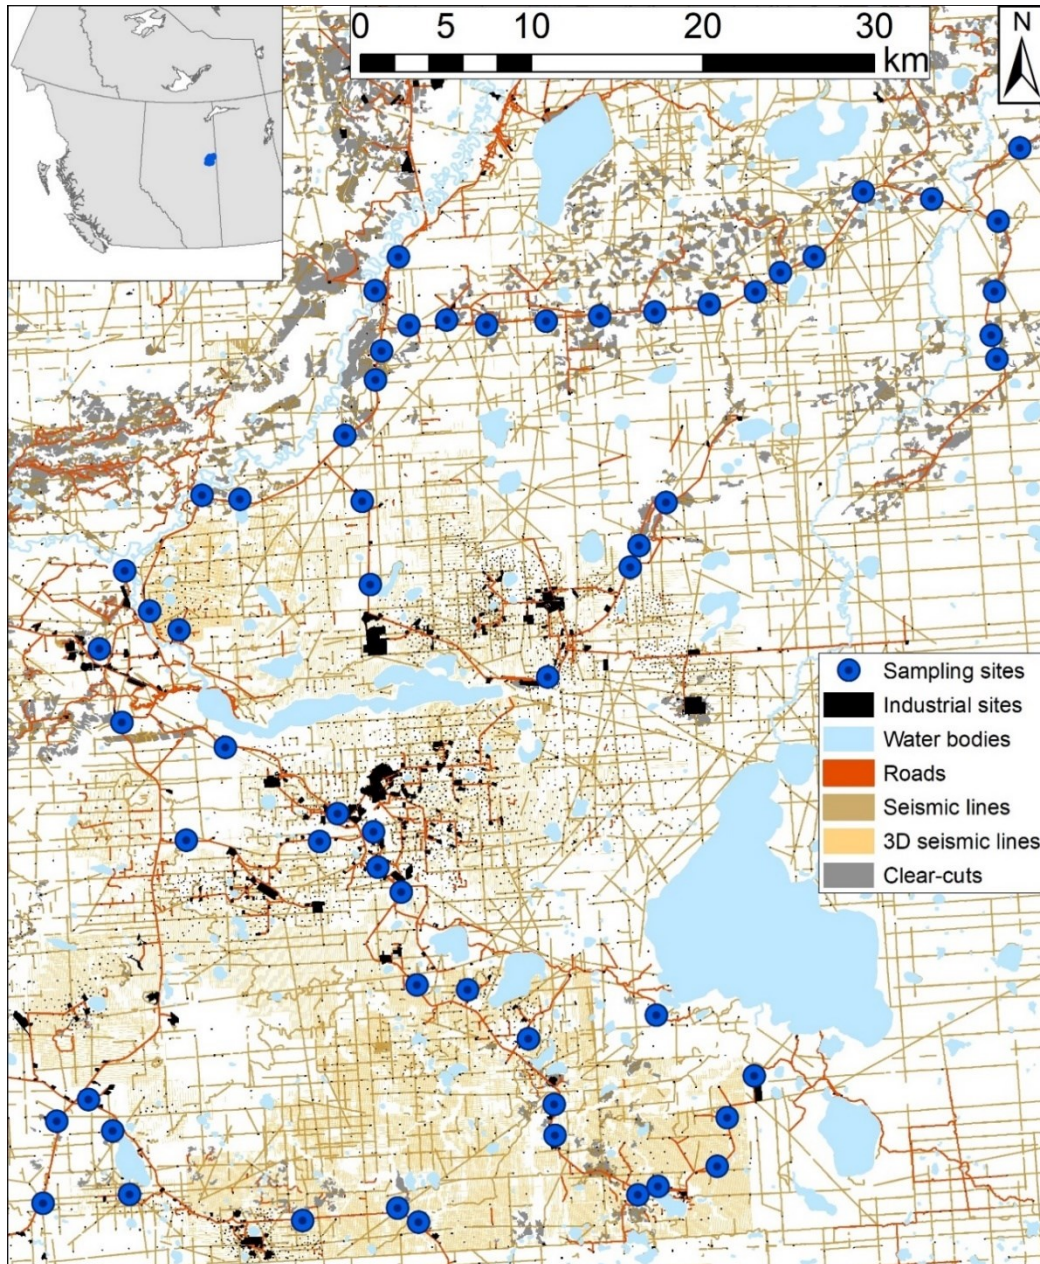 0 5 10 20 30
km
N
Sampling sites
Industrial sites
Water bodies
Roads
Seismic lines
3D seismic lines
Clear-cuts